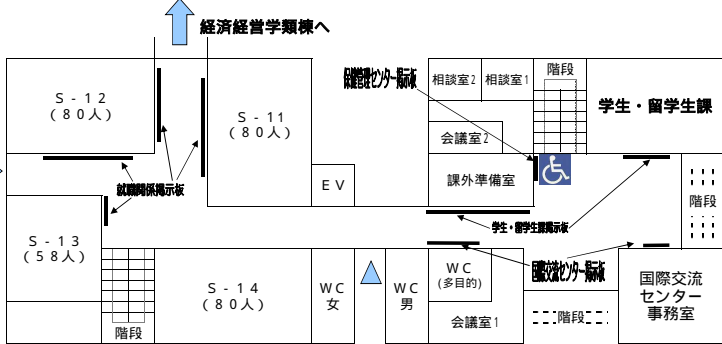 経済経営学類棟へ
Ｓ－１２
（８０人）
Ｓ－１１
（８０人）
保健管理センター掲示板
相談室2
相談室1
階段
学生・留学生課
会議室2
課外準備室
就職関係掲示板
ＥＶ
階段
学生・留学生課掲示板
Ｓ－１３
（５８人）
Ｓ－１４
（８０人）
ＷＣ
女
ＷＣ
男
ＷＣ
(多目的)
国際交流センター掲示板
国際交流
センター
事務室
会議室1
階段
階段